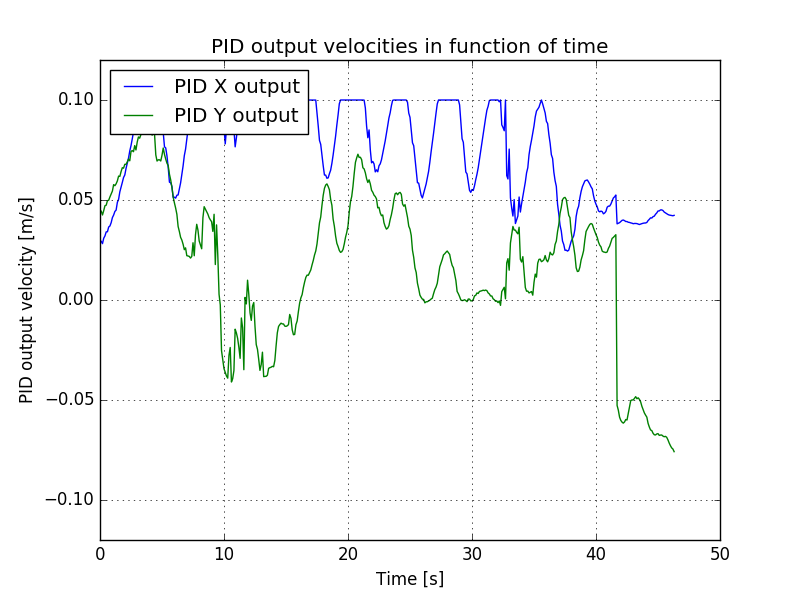 PID output velocities in function of time
PID X output
PID Y output
PID output velocity [m/s]
0.10
0.05
0.00
−0.05
−0.10
0 10 20 30 40 50
Time [s]